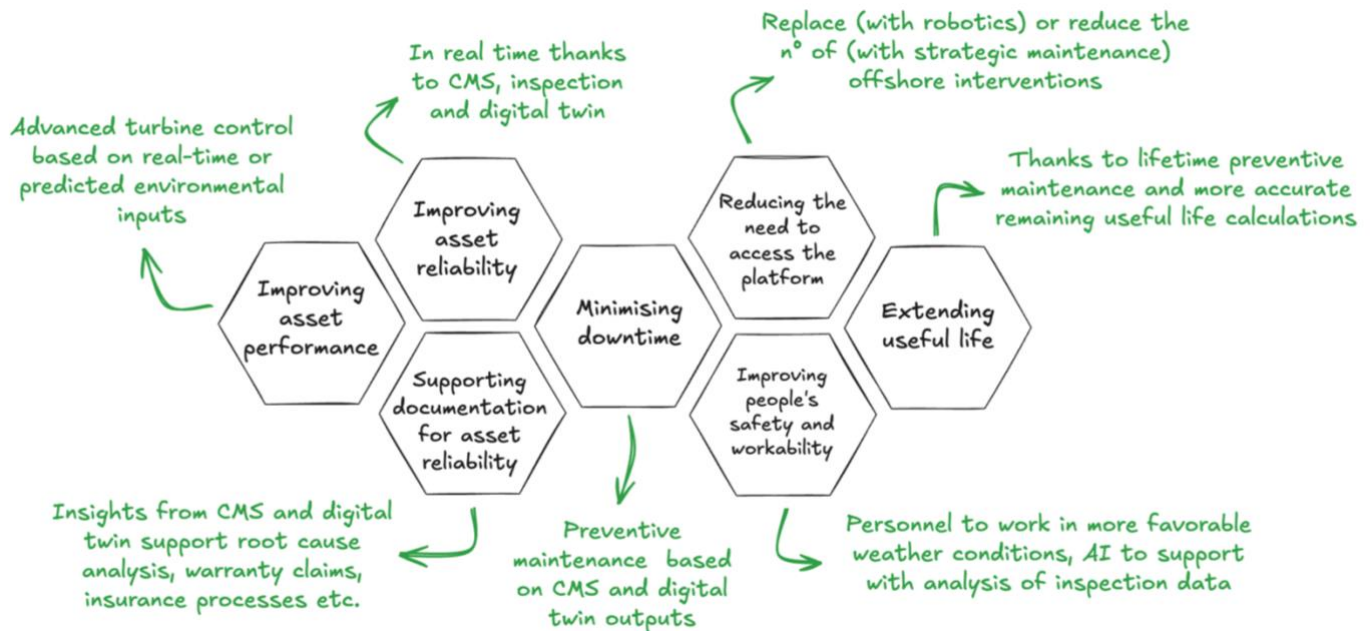 In real time thanks
to CMS, inspection
and digital twin
Replace (with robotics) or reduce the
n° of (with strategic maintenance)
offshore interventions
Advanced turbine control
based on real-time or
predicted environmental
inputs
Thanks to lifetime preventive
maintenance and more accurate
remaining useful life calculations
Improving
asset
performance
Improving
asset
reliability
Supporting
documentation
for asset
reliability
Minimising
downtime
Reducing the
need to
access the
platform
Improving
people's
safety and
workability
Extending
useful life
Insights from CMS and digital
twin support root cause
analysis, warranty claims,
insurance processes etc.
Preventive
maintenance based
on CMS and digital
twin outputs
Personnel to work in more favorable
weather conditions, AI to support
with analysis of inspection data